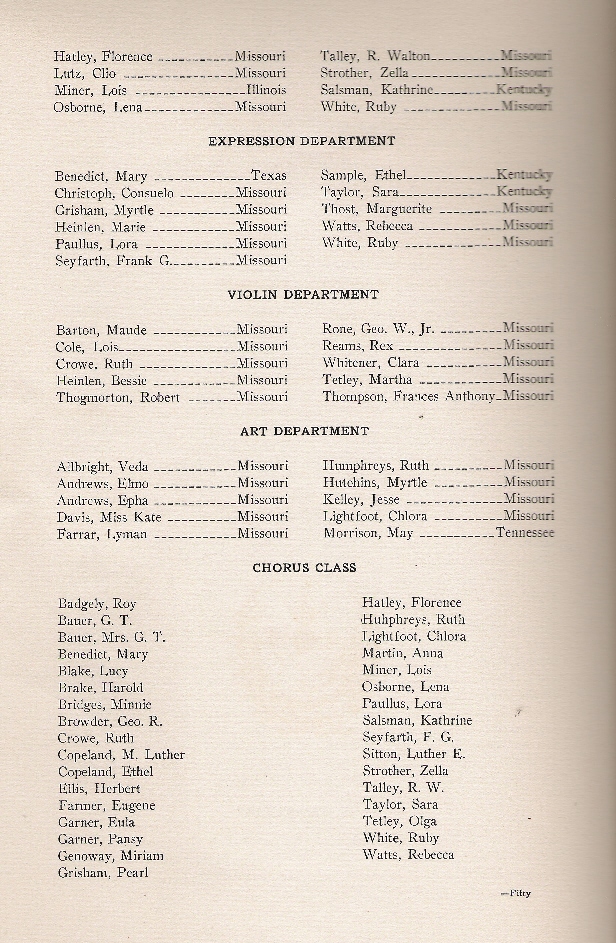 Hatley, Florence ------------Missouri
Lutz, Clio ------------------Missouri
Miner, Lois -----------------Illinois
Osborne, Lena---------------Missouri
Talley, R. Walton------------Missouri
Strother, Zella --------------Missouri
Salsman, Kathrine-----------Kentucky
White, Ruby ----------------Missouri
EXPRESSION DEPARTMENT
Benedict, Mary ----------------Texas
Christoph, Consuelo ---------Missouri
Grisham, Myrtle ------------Missouri
Heinlen, Marie --------------Missouri
Paullus, Lora ---------------Missouri
Seyfarth, Frank G.----------Missouri
Sample, Ethel---------------Kentucky
Taylor, Sara----------------Kentucky
Thost, Marguerite ----------Missouri
Watts, Rebecca -------------Missouri
White, Ruby ----------------Missouri
VIOLIN DEPARTMENT
Barton, Maude --------------Missouri
Cole, Lois-------------------Missouri
Crowe, Ruth ----------------Missouri
Heinlen, Bessie -------------Missouri
Thogmorton, Robert --------Missouri
Rone, Geo. W., Jr. ----------Missouri
Reams, Rex ----------------Missouri
Whitener, Clara ------------Missouri
Tetley, Martha -------------Missouri
Thompson, Frances Anthony-Missouri
ART DEPARTMENT
Allbright, Veda -------------Missouri
Andrews, Elmo -------------Missouri
Andrews, Epha -------------Missouri
Davis, Miss Kate -----------Missouri
Farrar, Lyman --------------Missouri
Humphreys, Ruth -----------Missouri
Hutchins, Myrtle -----------Missouri
Kelley, Jesse ---------------Missouri
Lightfoot, Chlora -----------Missouri
Morrison, May ------------Tennessee
CHORUS CLASS
Badgely, Roy
Bauer, G. T.
Bauer, Mrs. G. T.
Benedict, Mary
Blake, Lucy
Brake, Harold
Bridges, Minnie
Browder, Geo. R.
Crowe, Ruth
Copeland, M. Luther
Copeland, Ethel
Ellis, Herbert
Farmer, Eugene
Garner, Eula
Garner, Pansy
Genoway, Miriam
Grisham, Pearl
Hatley, Florence
Huhphreys, Ruth
Lightfoot, Chlora
Martin, Anna
Miner, Lois
Osborne, Lena
Paullus, Lora
Salsman, Kathrine
Seyfarth, F. G.
Sitton, Luther E.
Strother, Zella
Talley, R. W.
Taylor, Sara
Tetley, Olga
White, Ruby
Watts, Rebecca
—Fifty